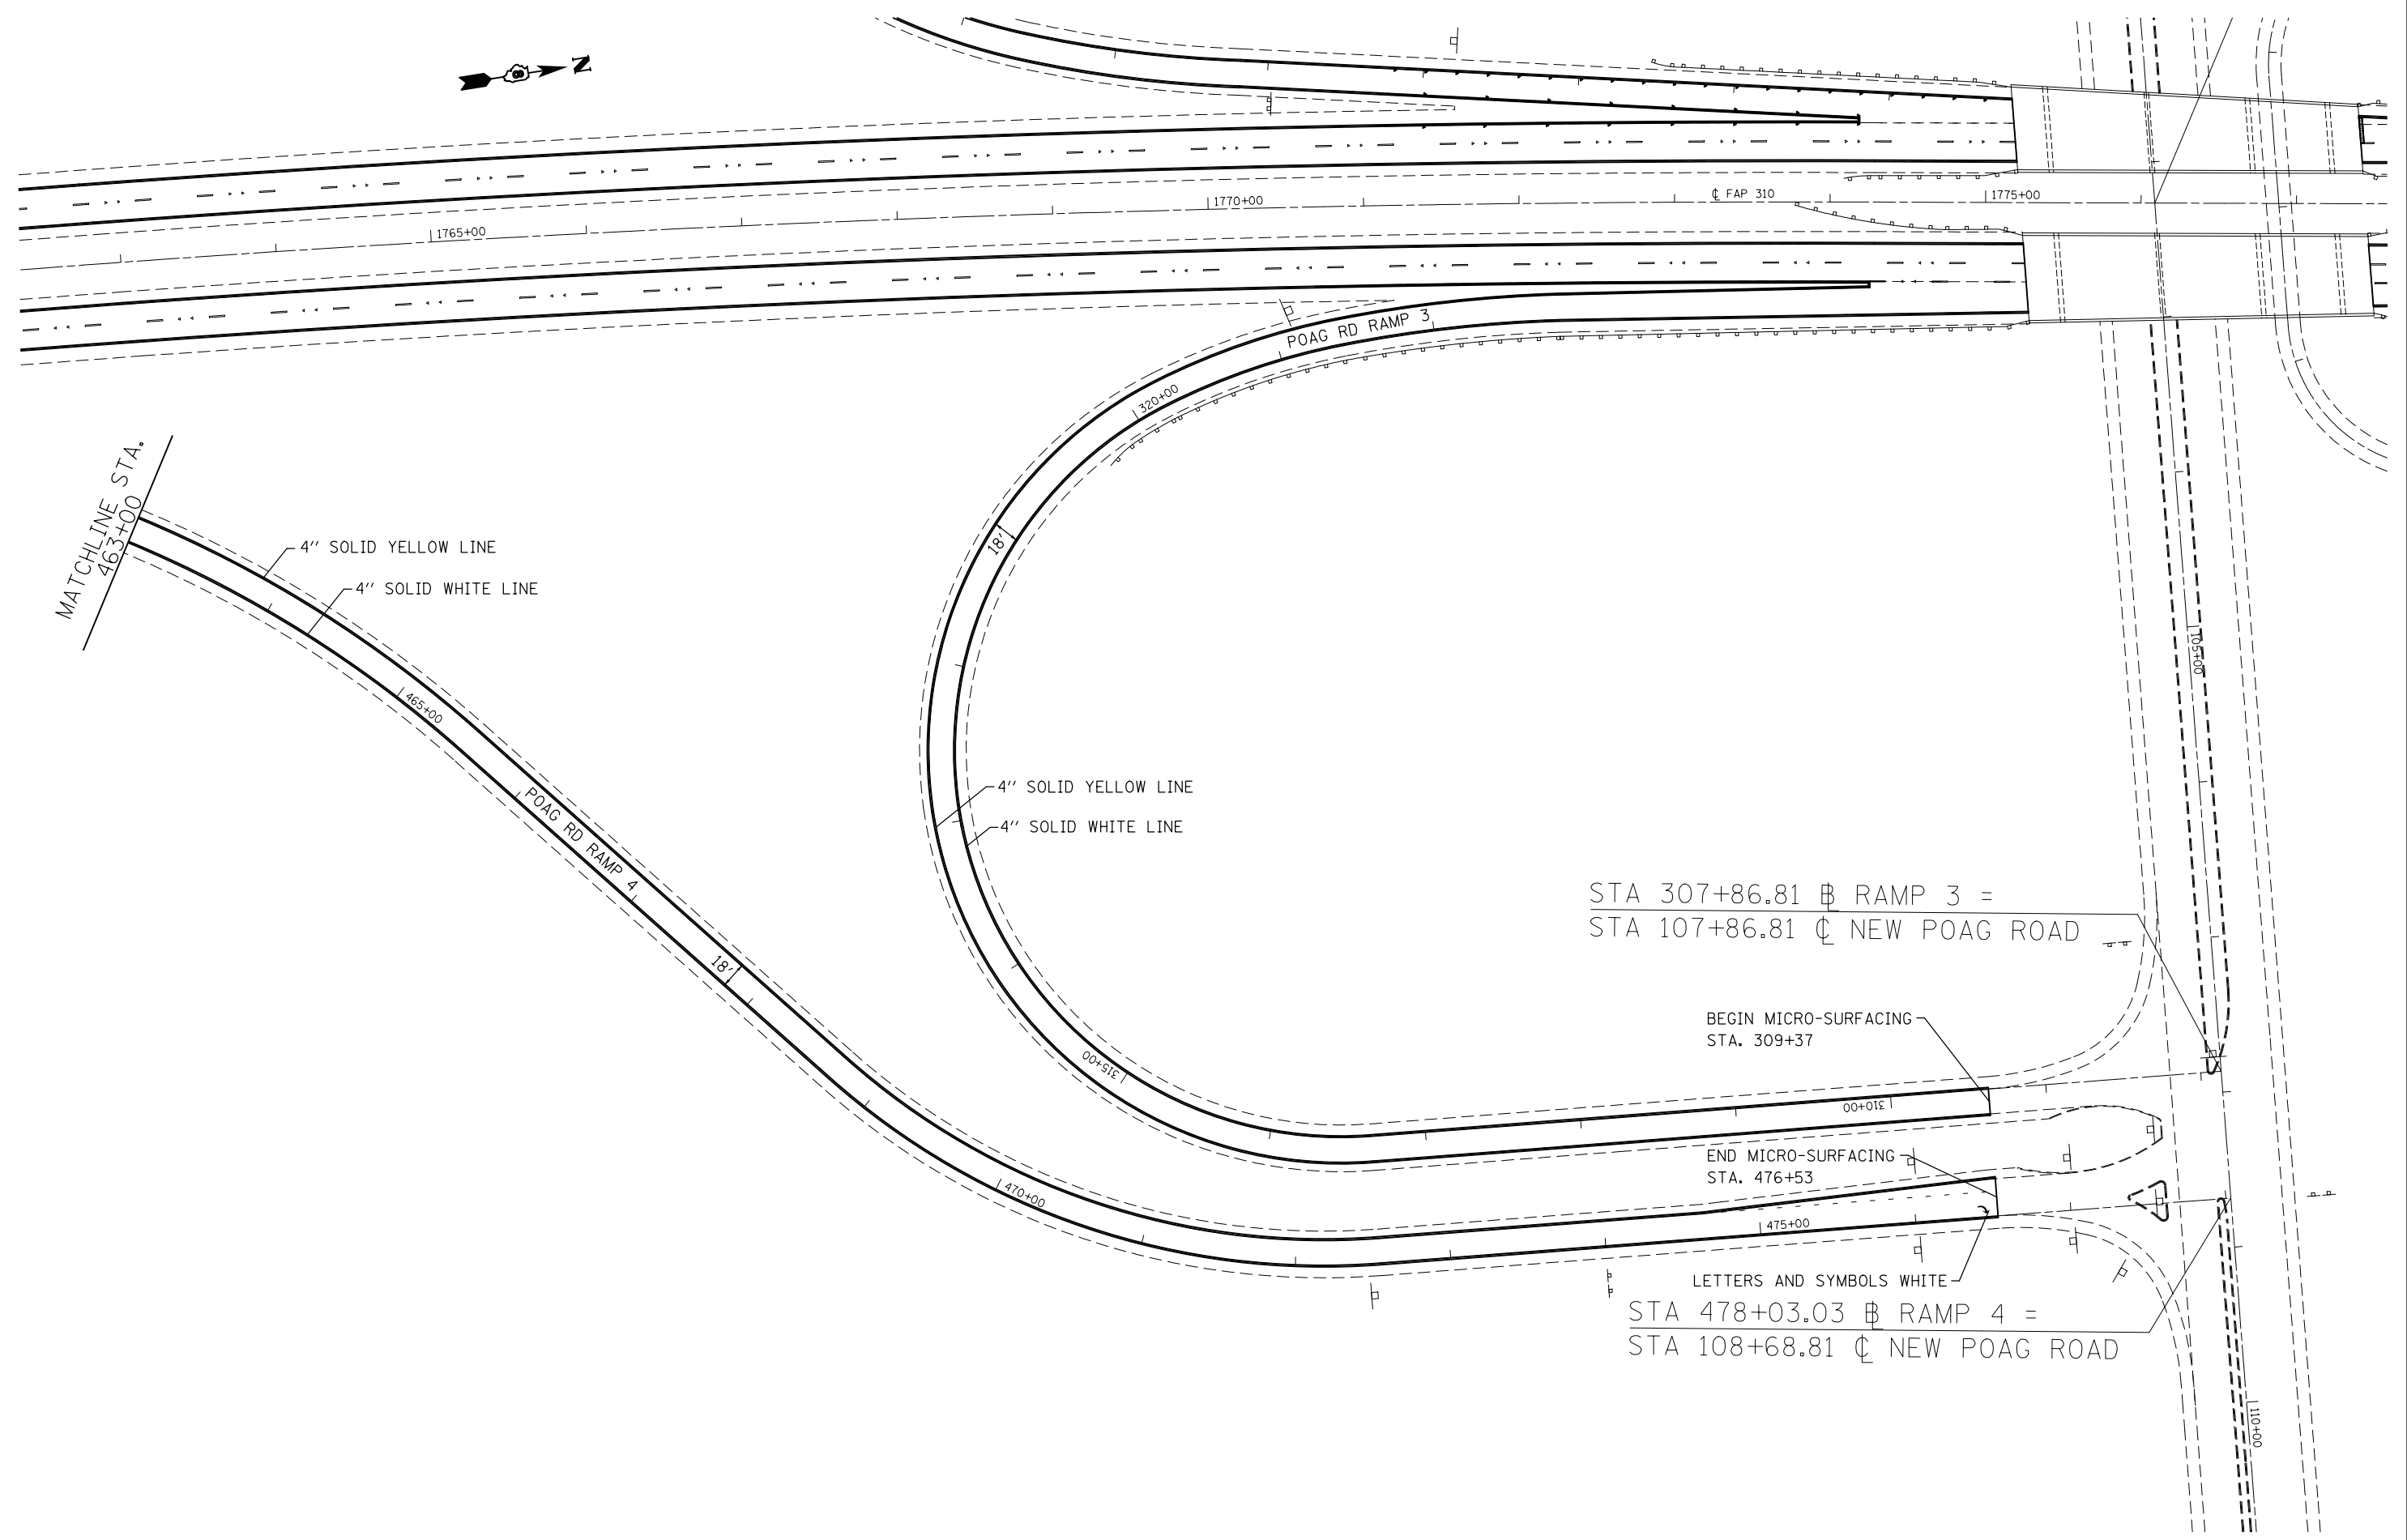 N
1775+00
℄ FAP 310
1770+00
1765+00
POAG RD RAMP 3
320+00
MATCHLINE STA.
463+00
18'
4" SOLID YELLOW LINE
4" SOLID WHITE LINE
105+00
465+00
4" SOLID YELLOW LINE
4" SOLID WHITE LINE
POAG RD RAMP 4
STA 307+86.81 B̵L RAMP 3 =
STA 107+86.81 ℄ NEW POAG ROAD
18'
BEGIN MICRO-SURFACING
STA. 309+37
315+00
310+00
END MICRO-SURFACING
STA. 476+53
470+00
475+00
LETTERS AND SYMBOLS WHITE
STA 478+03.03 B̵L RAMP 4 =
STA 108+68.81 ℄ NEW POAG ROAD
110+00